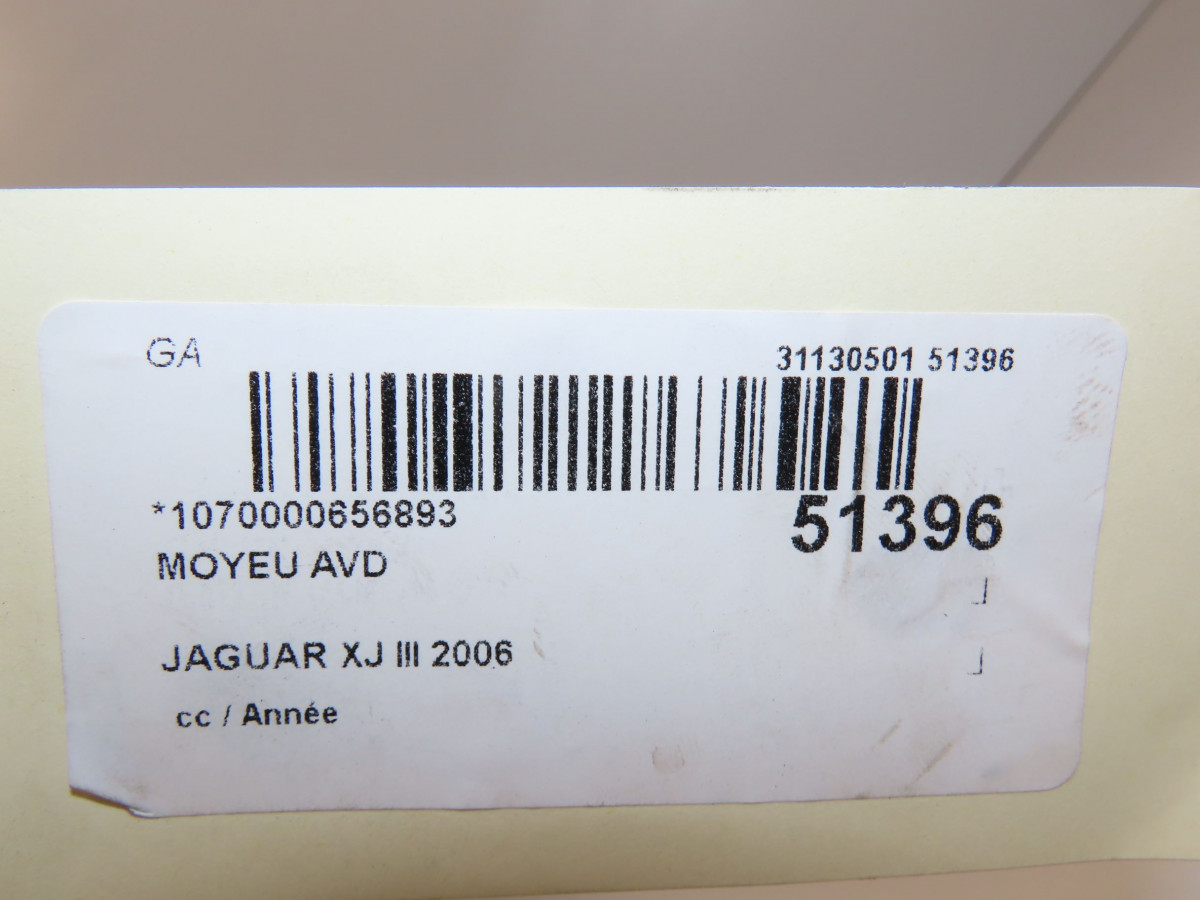 GA
31130501 51396
*1070000656893
51396
MOYEU AVD
JAGUAR XJ III 2006
cc / Année